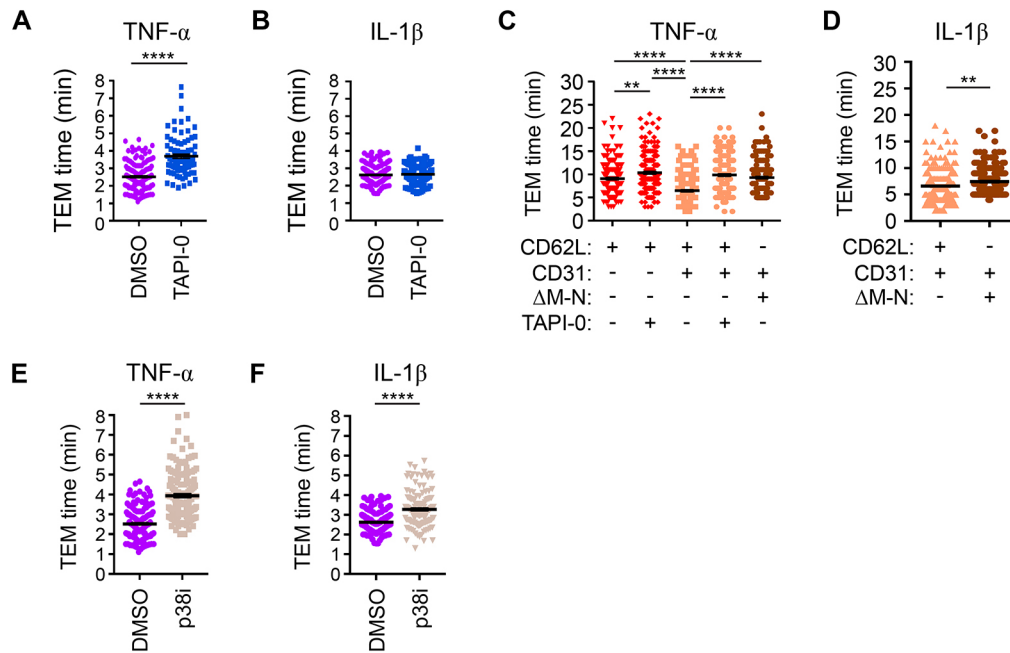 A
TNF-α
****
TEM time (min)
8
7
6
5
4
3
2
1
0
DMSO
TAPI-0
B
IL-1β
TEM time (min)
8
7
6
5
4
3
2
1
0
DMSO
TAPI-0
C
TNF-α
**** ****
** **** ****
TEM time (min)
30
25
20
15
10
5
0
CD62L: + + + + -
CD31: - - + + +
ΔM-N: - - - - +
TAPI-0: - + - + -
D
IL-1β
**
TEM time (min)
30
25
20
15
10
5
0
CD62L: + -
CD31: + +
ΔM-N: - +
E
TNF-α
****
TEM time (min)
8
7
6
5
4
3
2
1
0
DMSO
p38i
F
IL-1β
****
TEM time (min)
8
7
6
5
4
3
2
1
0
DMSO
p38i